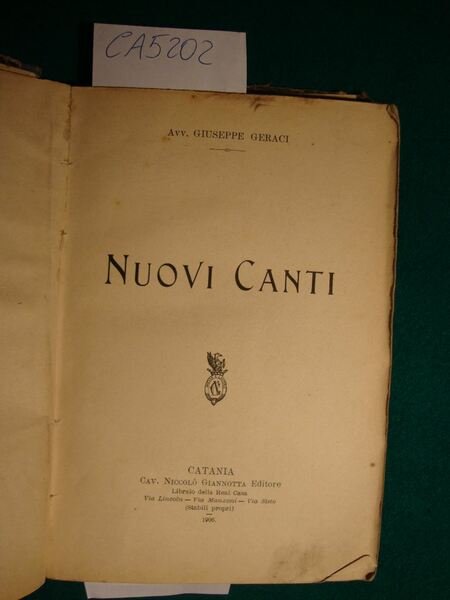 CA5202
Avv. GIUSEPPE GERACI
NUOVI CANTI
CATANIA
Cav. Niccolò Giannotta Editore
Libraio della Real Casa
Via Lincoln — Via Manzoni — Via Sisto
(Stabili propri)
1906.